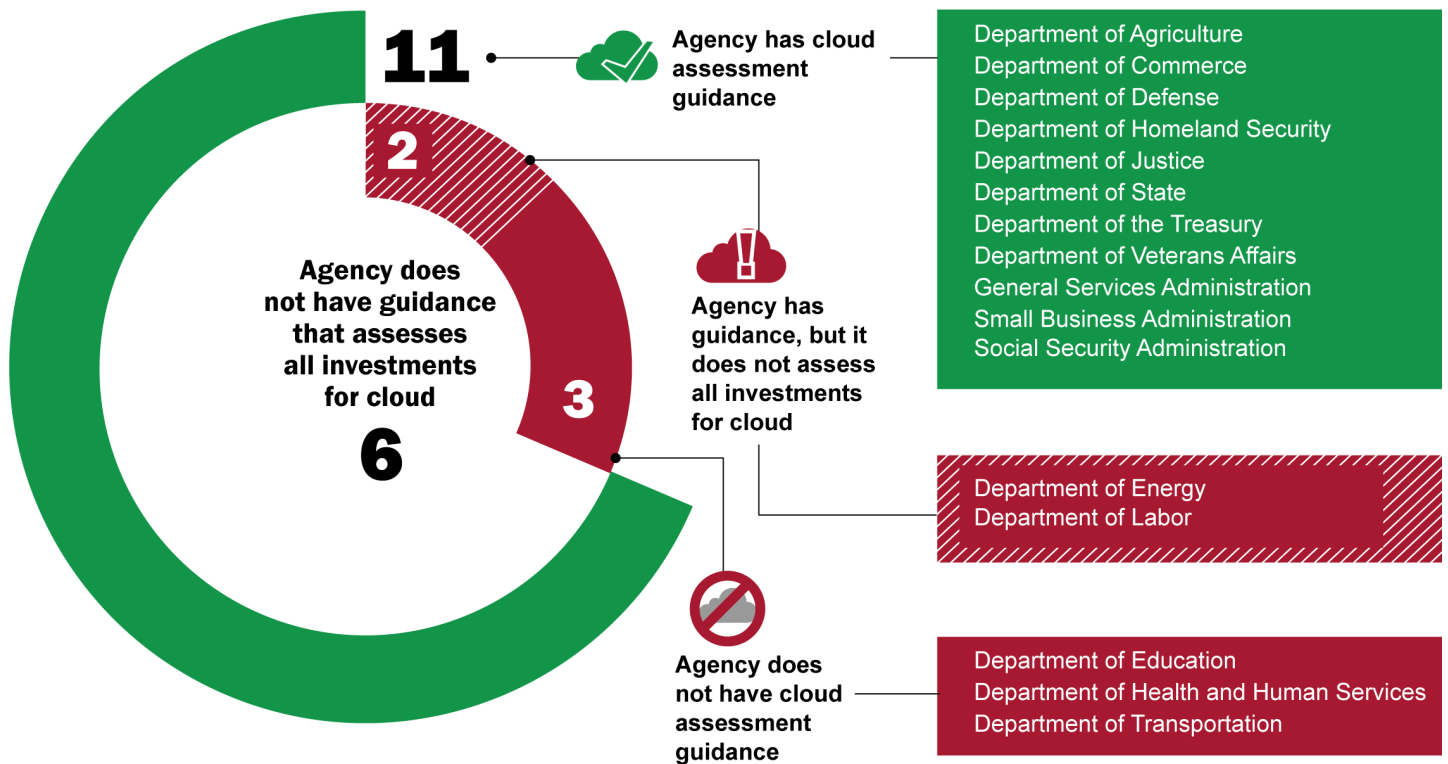 11
Agency has cloud
assessment
guidance
Department of Agriculture
Department of Commerce
Department of Defense
Department of Homeland Security
Department of Justice
Department of State
Department of the Treasury
Department of Veterans Affairs
General Services Administration
Small Business Administration
Social Security Administration
2
3
Agency does
not have guidance
that assesses
all investments
for cloud
6
Agency has
guidance, but it
does not assess
all investments
for cloud
Department of Energy
Department of Labor
Agency does
not have cloud
assessment
guidance
Department of Education
Department of Health and Human Services
Department of Transportation